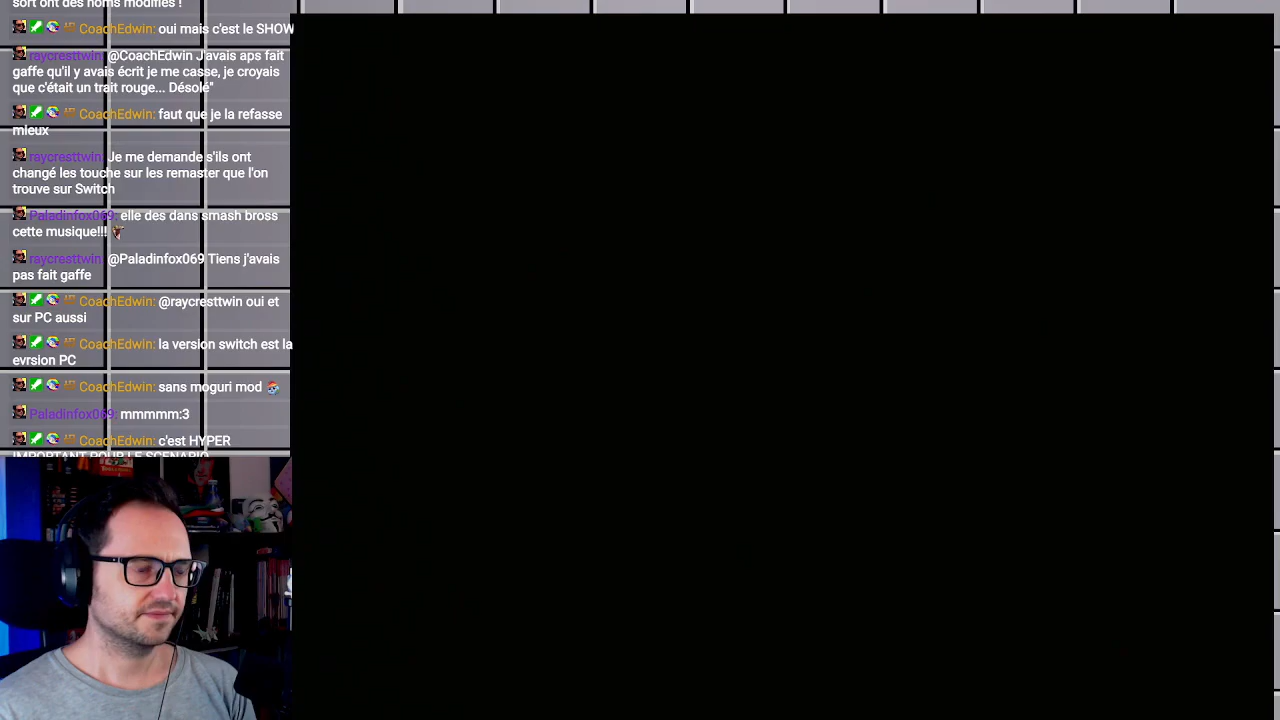 sort ont des noms modifiés !
CoachEdwin: oui mais c'est le SHOW
raycresttwin: @CoachEdwin J'avais aps fait
gaffe qu'il y avais écrit je me casse, je croyais
que c'était un trait rouge... Désolé"
CoachEdwin: faut que je la refasse
mieux
raycresttwin: Je me demande s'ils ont
changé les touche sur les remaster que l'on
trouve sur Switch
Paladinfox069: elle des dans smash bross
cette musique!!!
raycresttwin: @Paladinfox069 Tiens j'avais
pas fait gaffe
CoachEdwin: @raycresttwin oui et
sur PC aussi
CoachEdwin: la version switch est la
evrsion PC
CoachEdwin: sans moguri mod
Paladinfox069: mmmmm:3
CoachEdwin: c'est HYPER
IMPORTANT POUR LE SCENARIO